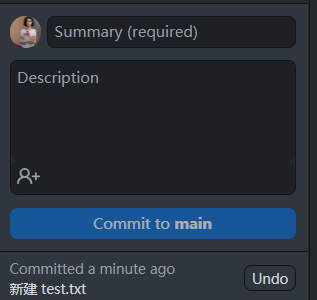 Summary (required)
Description
Commit to main
Committed a minute ago
新建 test.txt
Undo